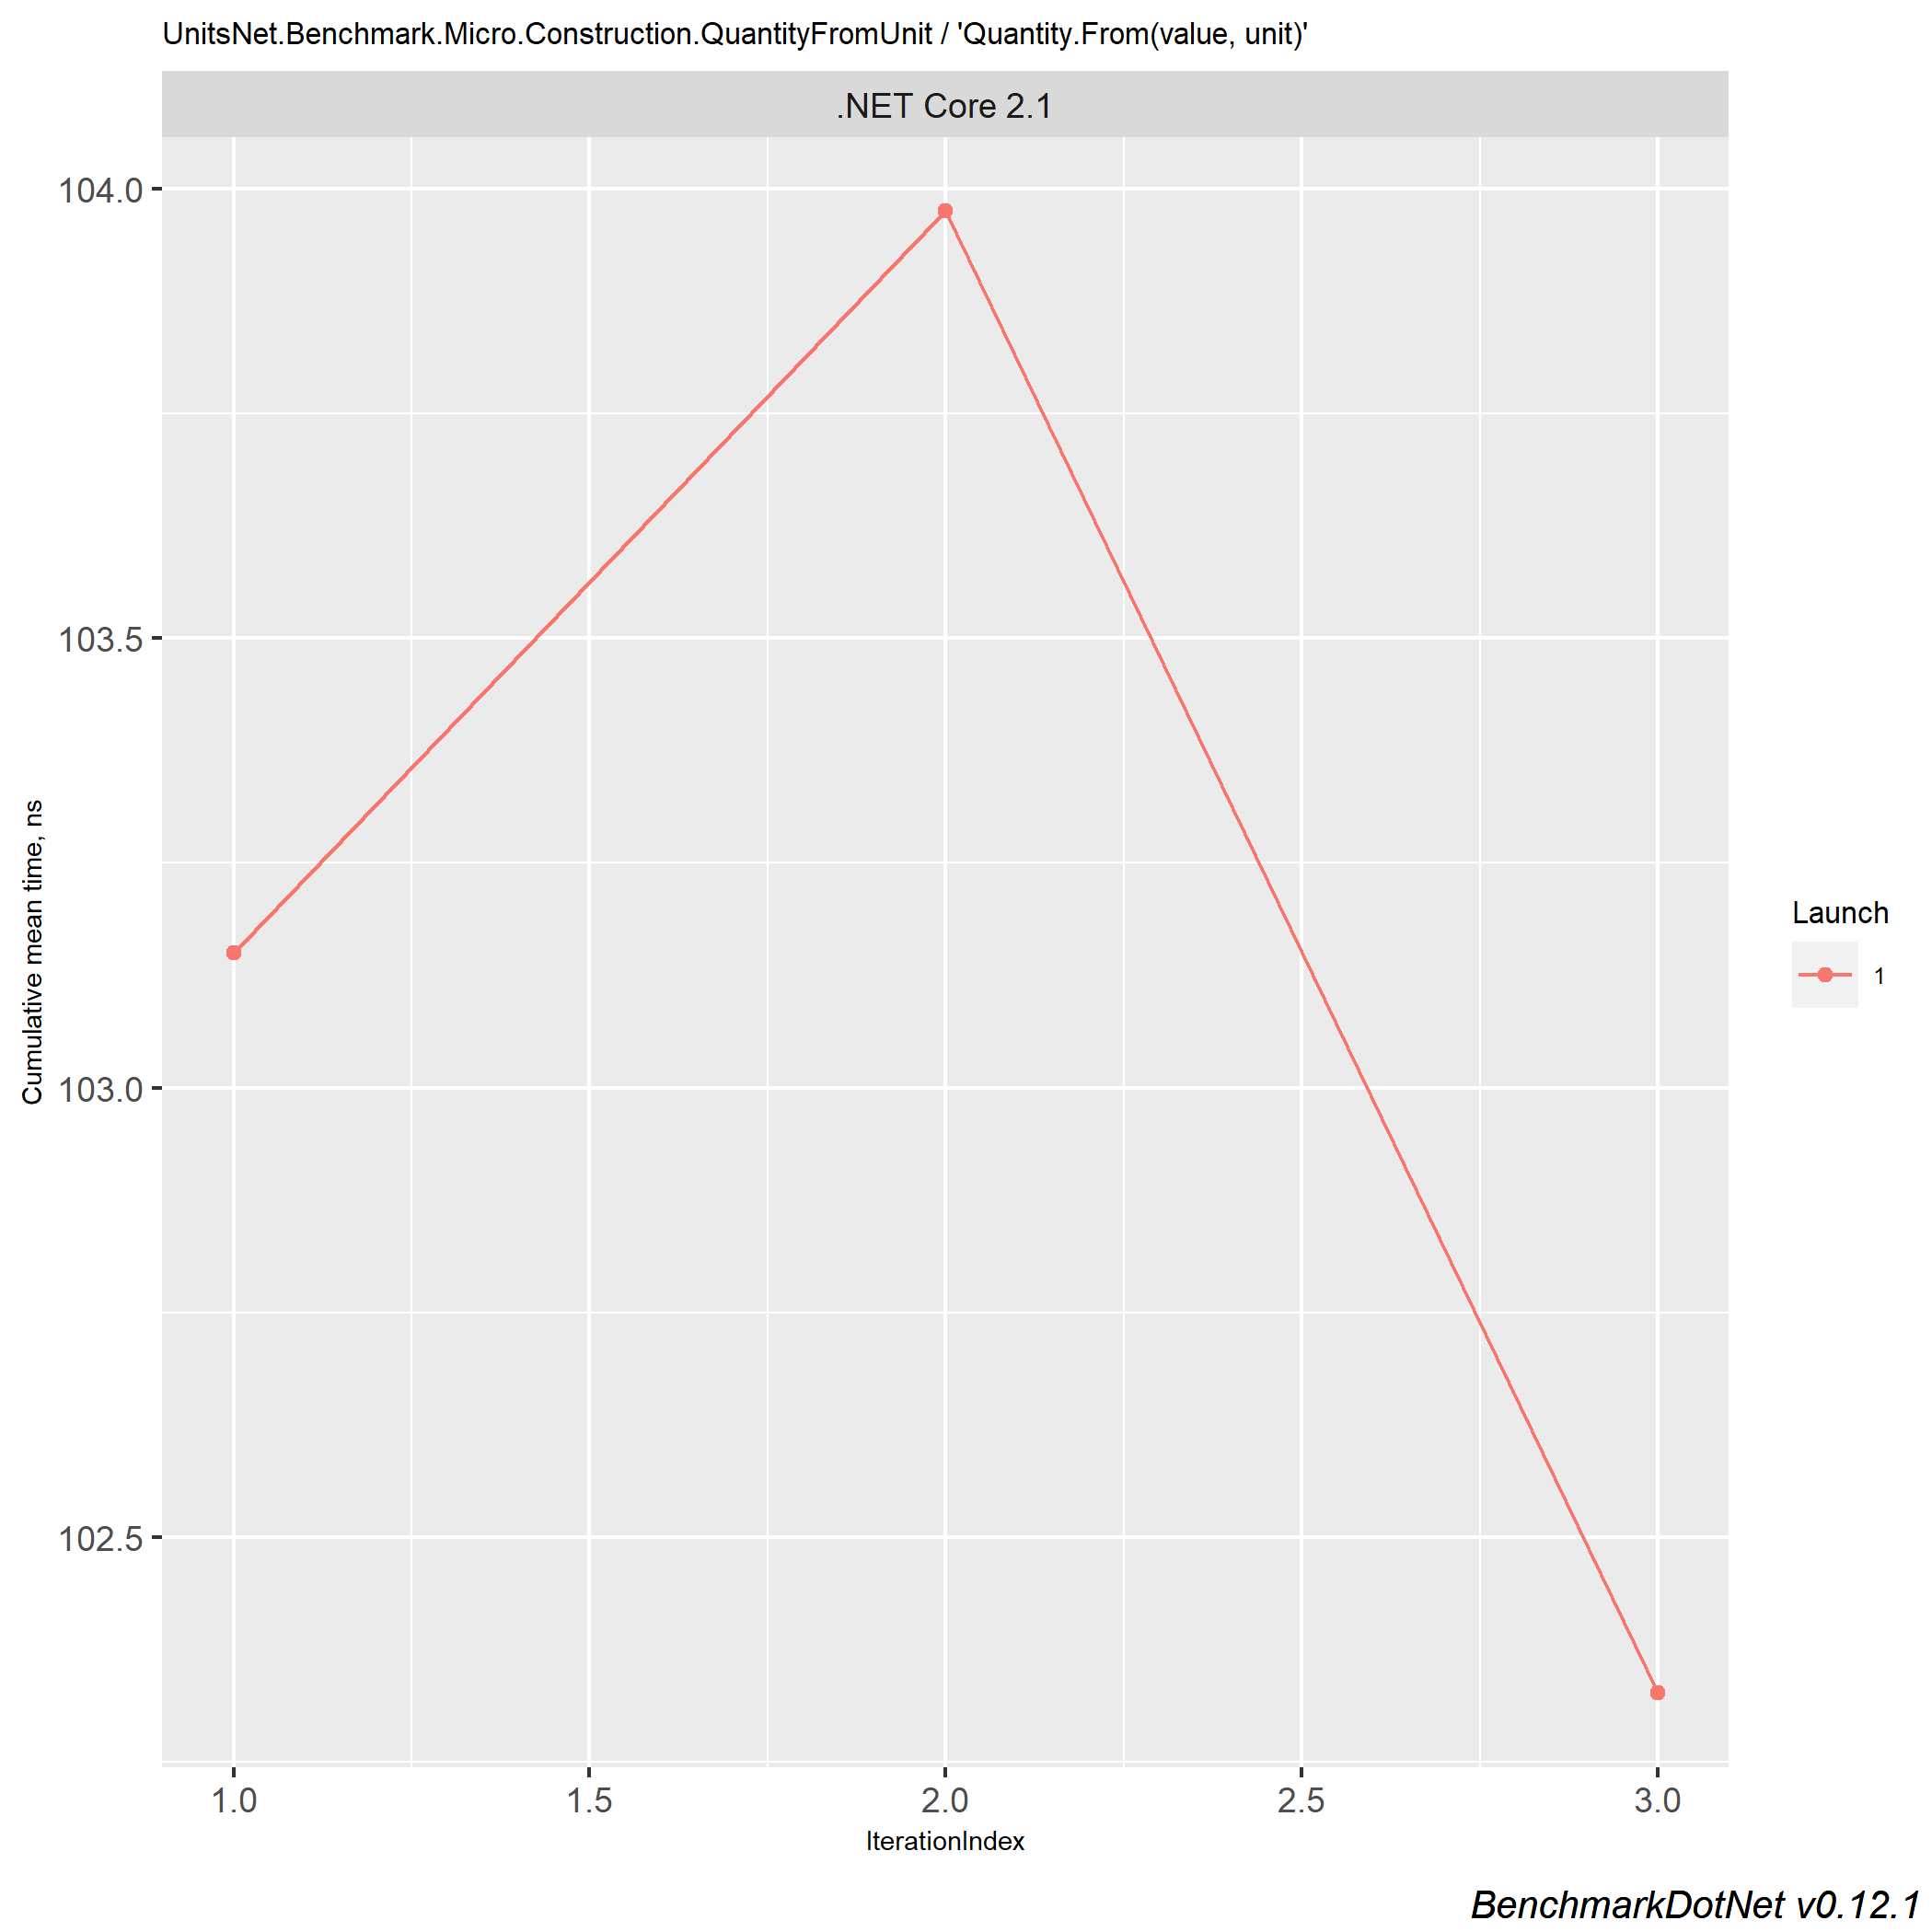 UnitsNet.Benchmark.Micro.Construction.QuantityFromUnit / 'Quantity.From(value, unit)'
.NET Core 2.1
104.0
103.5
103.0
102.5
Cumulative mean time, ns
1.0 1.5 2.0 2.5 3.0
IterationIndex
Launch
1
BenchmarkDotNet v0.12.1